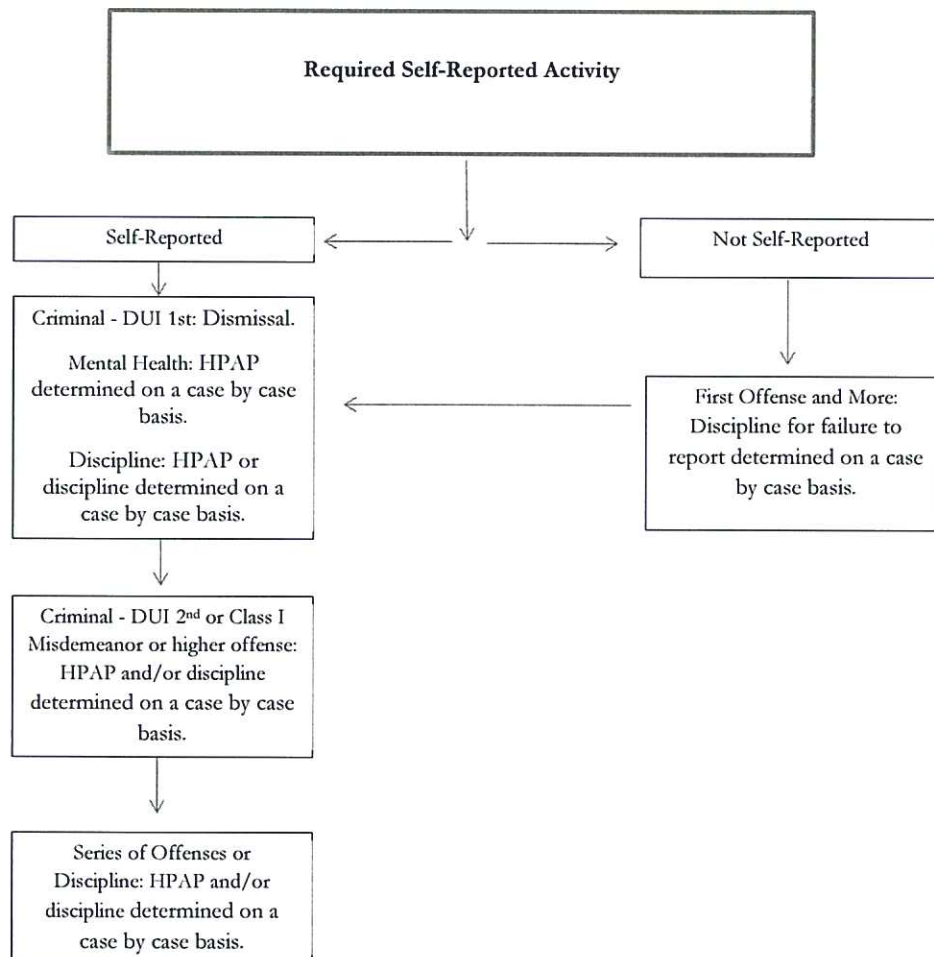 Required Self-Reported Activity
Self-Reported
Not Self-Reported
Criminal - DUI 1st: Dismissal.
Mental Health: HPAP
determined on a case by case
basis.
Discipline: HPAP or
discipline determined on a
case by case basis.
First Offense and More:
Discipline for failure to
report determined on a case
by case basis.
Criminal - DUI 2nd or Class I
Misdemeanor or higher offense:
HPAP and/or discipline
determined on a case by case
basis.
Series of Offenses or
Discipline: HPAP and/or
discipline determined on a
case by case basis.